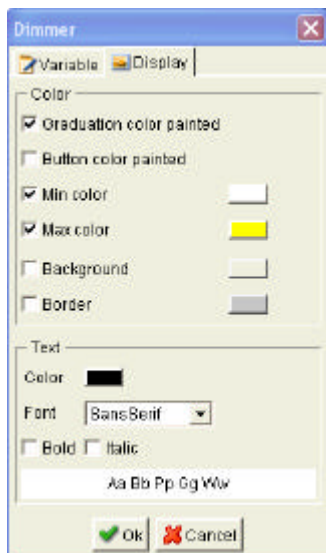 Dimmer
Variable Display
Color
Graduation color painted
Button color painted
Min color
Max color
Background
Border
Text
Color
Font SansSerif
Bold Italic
Aa Bb Pp Gg Ww
Ok Cancel